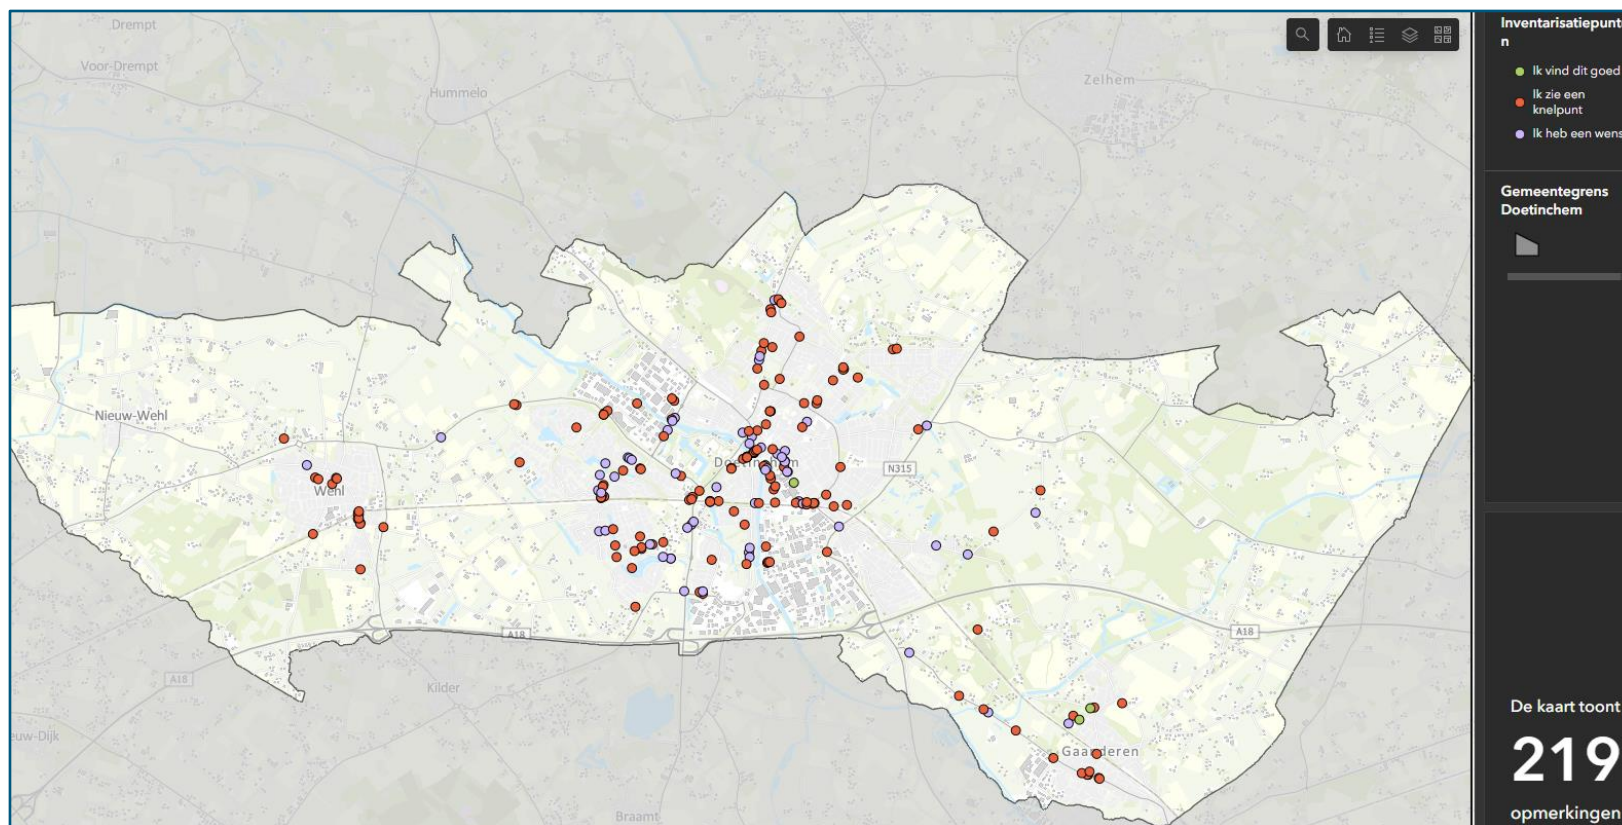 Drempt
Voor-Drempt
Hummelo
Zelhem
Nieuw-Wehl
Wehl
Doetinchem
N315
A18
A18
A18
Kilder
Gaanderen
Braamt
euw-Dijk
Inventarisatiepunt
n
Ik vind dit goed
Ik zie een
knelpunt
Ik heb een wens
Gemeentegrens
Doetinchem
De kaart toont
219
opmerkingen